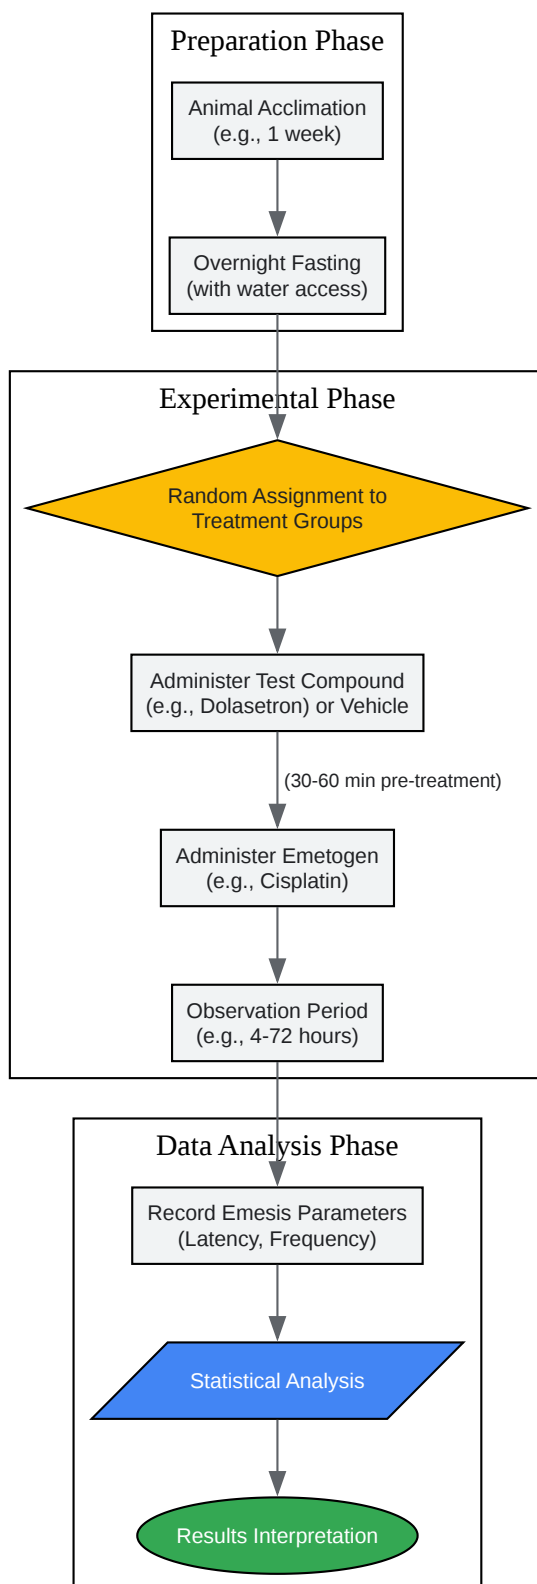 Preparation Phase
Animal Acclimation
(e.g., 1 week)
Overnight Fasting
(with water access)
Experimental Phase
Random Assignment to
Treatment Groups
Administer Test Compound
(e.g., Dolasetron) or Vehicle
(30-60 min pre-treatment)
Administer Emetogen
(e.g., Cisplatin)
Observation Period
(e.g., 4-72 hours)
Data Analysis Phase
Record Emesis Parameters
(Latency, Frequency)
Statistical Analysis
Results Interpretation